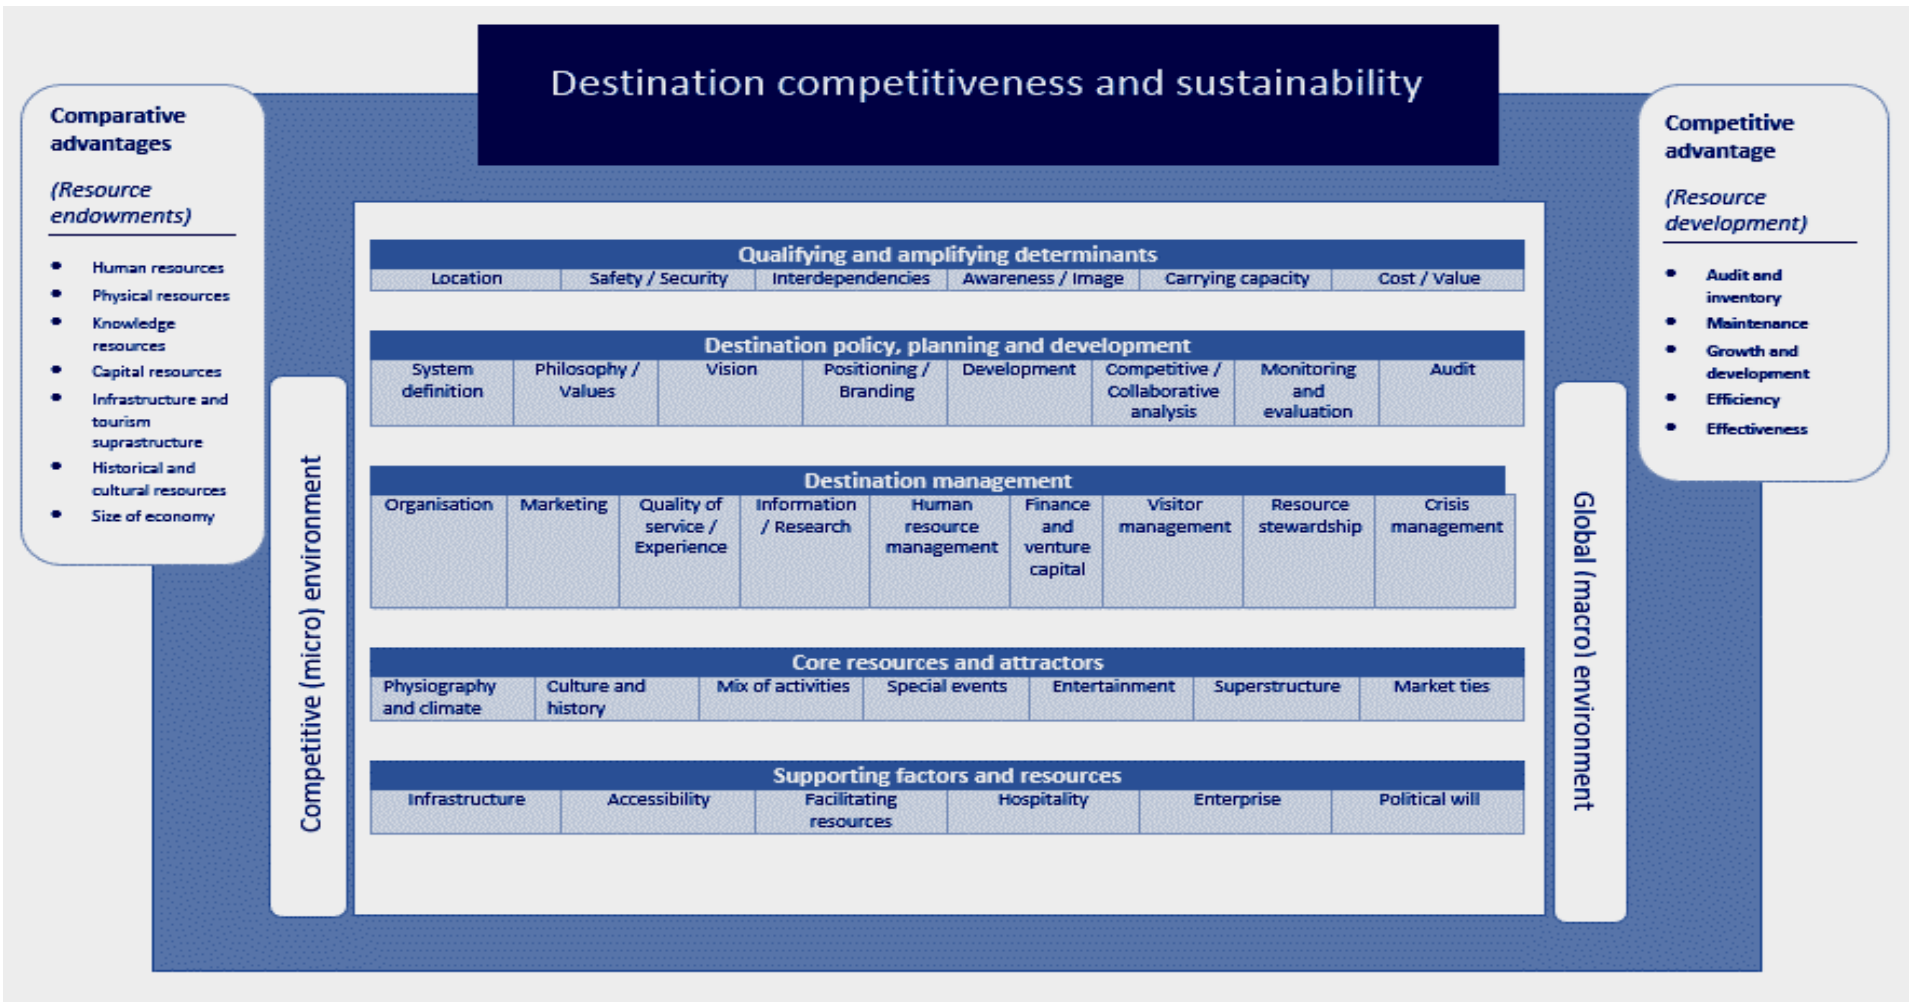 Destination competitiveness and sustainability
Comparative
advantages
(Resource
endowments)
• Human resources
• Physical resources
• Knowledge
resources
• Capital resources
• Infrastructure and
tourism
suprastructure
• Historical and
cultural resources
• Size of economy
Competitive (micro) environment
Qualifying and amplifying determinants
Location Safety / Security Interdependencies Awareness / Image Carrying capacity Cost / Value
Destination policy, planning and development
System Philosophy / Vision Positioning / Development Competitive / Monitoring Audit
definition Values Branding Collaborative and
analysis evaluation
Destination management
Organisation Marketing Quality of Information Human Finance Visitor Resource Crisis
service / / Research resource and management stewardship management
Experience management venture
capital
Core resources and attractors
Physiography Culture and Mix of activities Special events Entertainment Superstructure Market ties
and climate history
Supporting factors and resources
Infrastructure Accessibility Facilitating Hospitality Enterprise Political will
resources
Global (macro) environment
Competitive
advantage
(Resource
development)
• Audit and
inventory
• Maintenance
• Growth and
development
• Efficiency
• Effectiveness